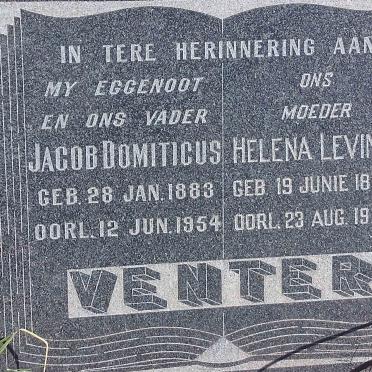 IN TERE HERINNERING AAN
MY EGGENOOT
EN ONS VADER
JACOB DOMITICUS
GEB. 28 JAN. 1883
OORL. 12 JUN. 1954
ONS
MOEDER
HELENA LEVIN
GEB 19 JUNIE 18
OORL. 23 AUG. 19
VENTER